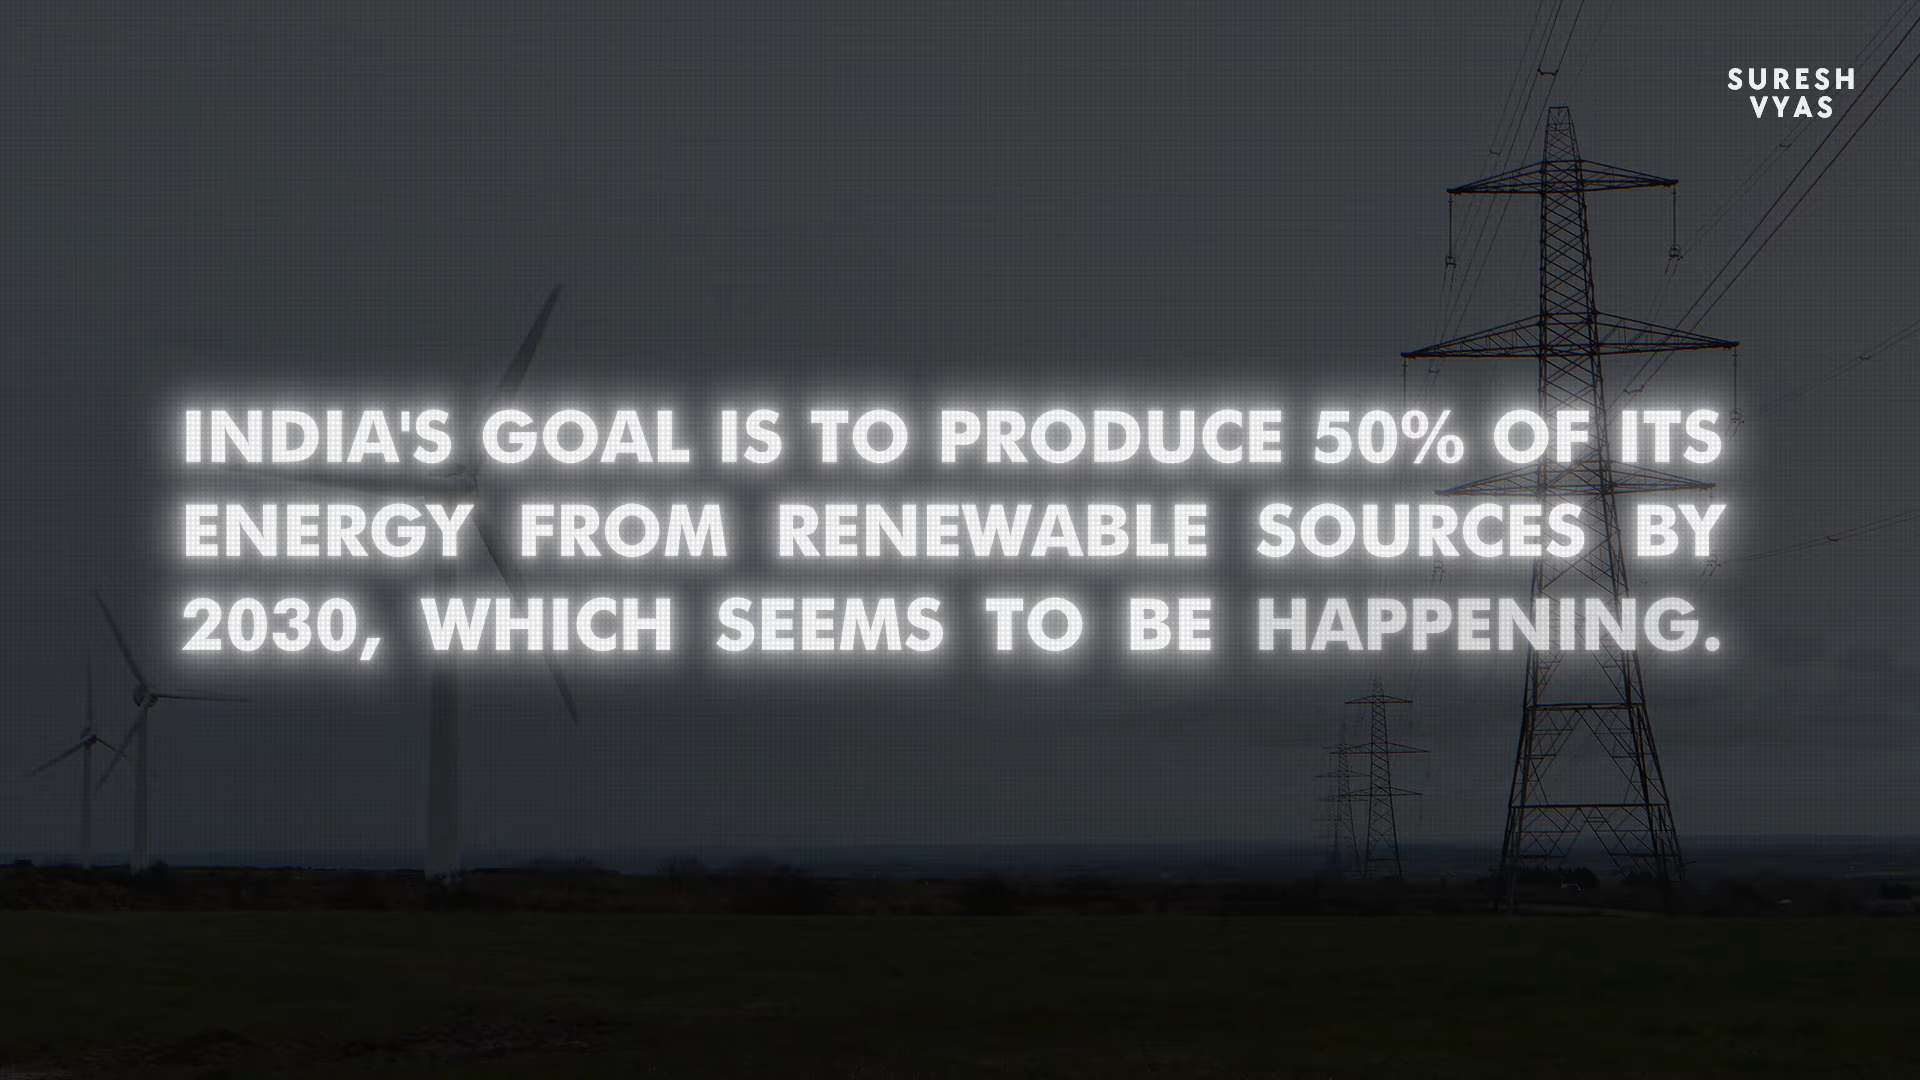 SURESH
VYAS
INDIA'S GOAL IS TO PRODUCE 50% OF ITS
ENERGY FROM RENEWABLE SOURCES BY
2030, WHICH SEEMS TO BE HAPPENING.